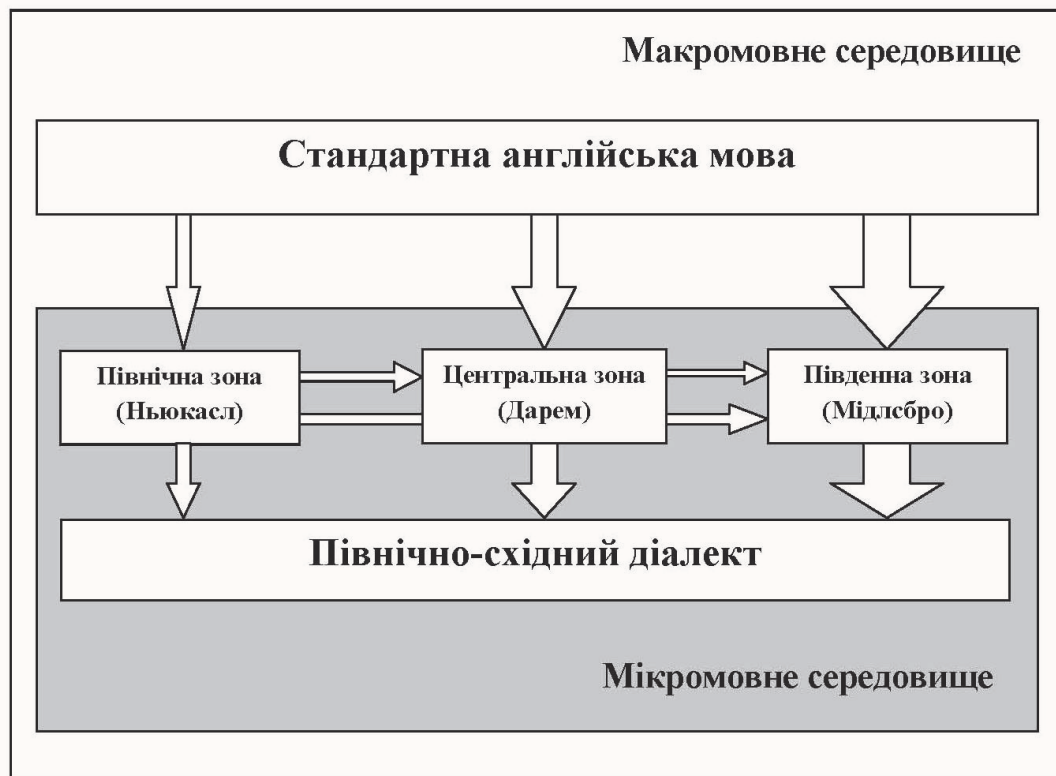 Макромовне середовище
Стандартна англійська мова
Північна зона
(Ньюкасл)
Центральна зона
(Дарем)
Південна зона
(Мідлсбро)
Північно-східний діалект
Мікромовне середовище